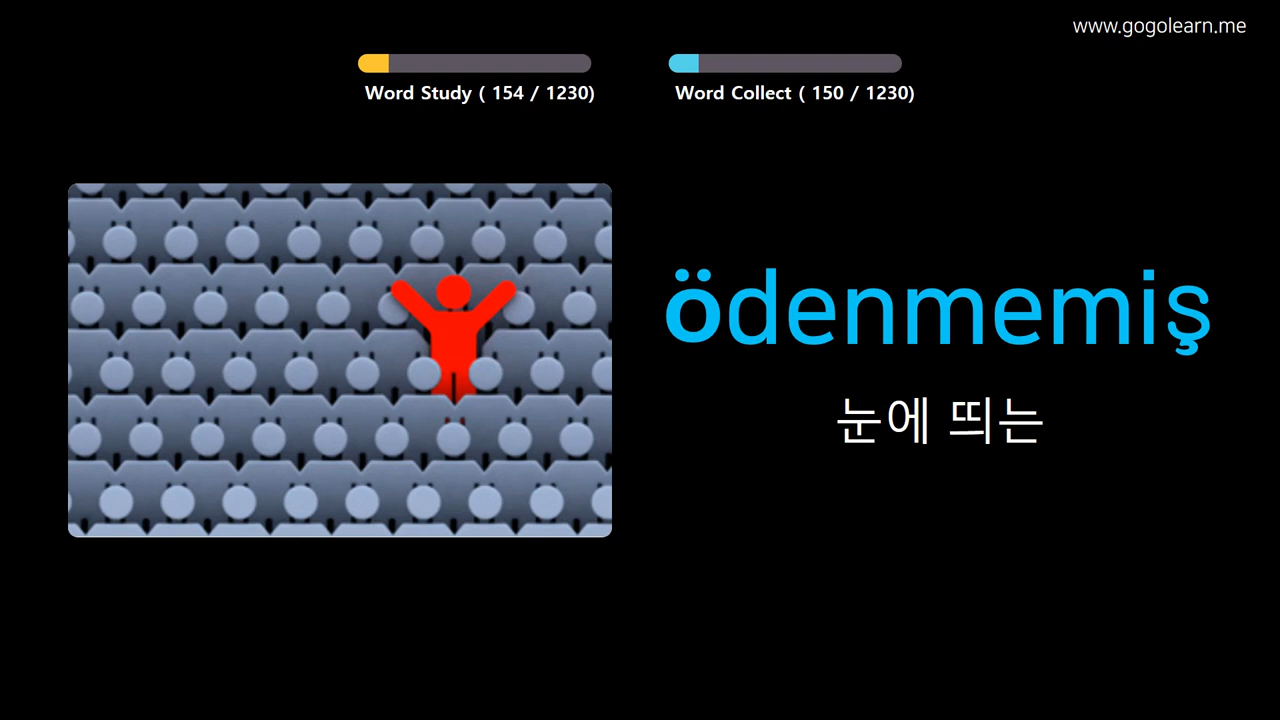 www.gogolearn.me
Word Study ( 154 / 1230)
Word Collect ( 150 / 1230)
ödenmemiş
눈에 띄는